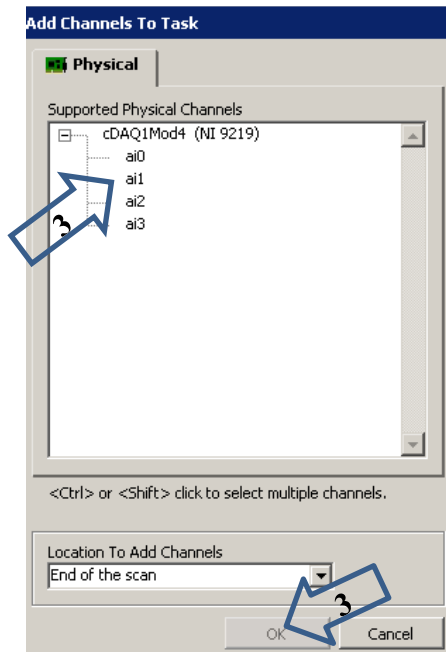 Add Channels To Task
Physical
Supported Physical Channels
cDAQ1Mod4 (NI 9219)
ai0
ai1
ai2
ai3
3
<Ctrl> or <Shift> click to select multiple channels.
Location To Add Channels
End of the scan
3
OK
Cancel